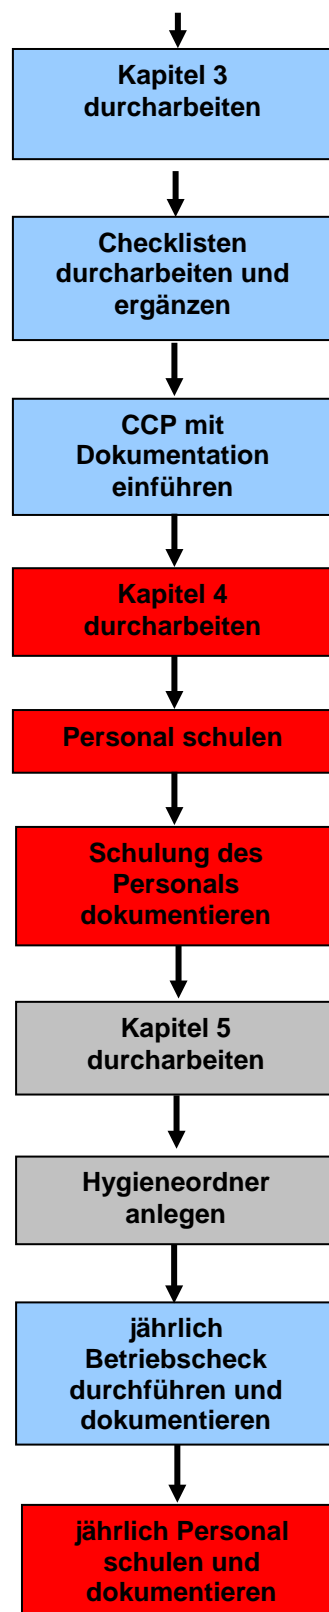 Kapitel 3
durcharbeiten
Checklisten
durcharbeiten und
ergänzen
CCP mit
Dokumentation
einführen
Kapitel 4
durcharbeiten
Personal schulen
Schulung des
Personals
dokumentieren
Kapitel 5
durcharbeiten
Hygieneordner
anlegen
jährlich
Betriebscheck
durchführen und
dokumentieren
jährlich Personal
schulen und
dokumentieren